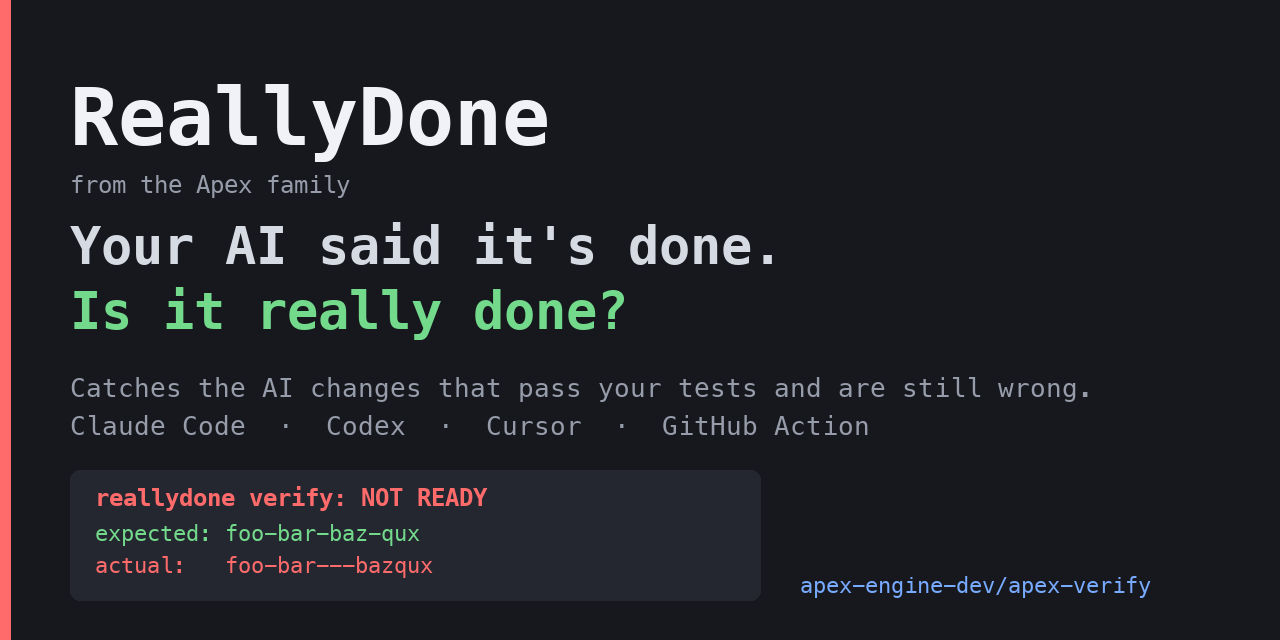 ReallyDone
from the Apex family
Your AI said it's done.
Is it really done?
Catches the AI changes that pass your tests and are still wrong.
Claude Code · Codex · Cursor · GitHub Action
reallydone verify: NOT READY
expected: foo-bar-baz-qux
actual: foo-bar---bazqux
apex-engine-dev/apex-verify